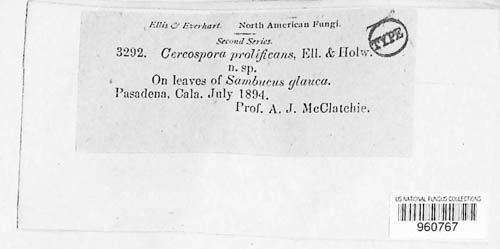 Ellis & Everhart. North American Fungi.
Second Series.
3292. Cercospora prolificans, Ell. & Holw.
n. sp.
On leaves of Sambucus glauca.
Pasadena, Cala. July 1894.
Prof. A. J. McClatchie.
TYPE
US NATIONAL FUNGUS COLLECTIONS
960767